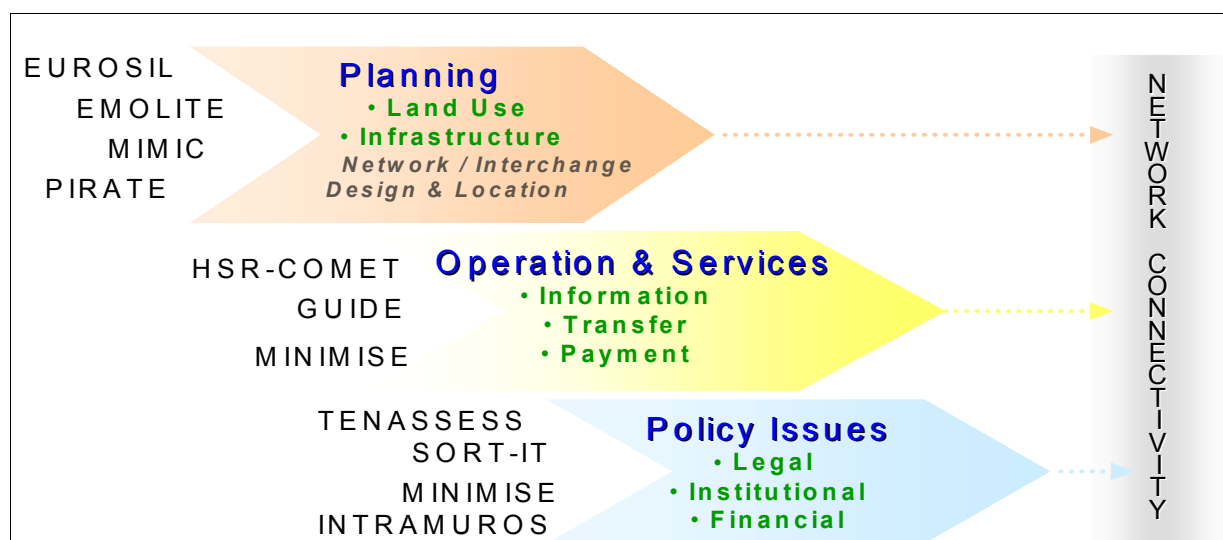 EUROSIL
EMOLITE
MIMIC
PIRATE
Planning
• Land Use
• Infrastructure
Network / Interchange
Design & Location
HSR-COMET
GUIDE
MINIMISE
Operation & Services
• Information
• Transfer
• Payment
TENASSESS
SORT-IT
MINIMISE
INTRAMUROS
Policy Issues
• Legal
• Institutional
• Financial
NETWORK CONNECTIVITY